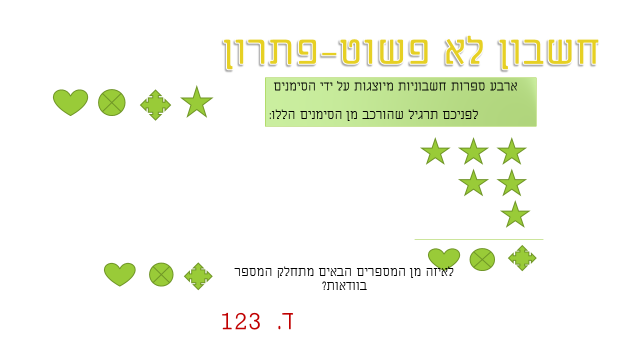 חשבון לא פשוט-פתרון
ארבע ספרות חשבוניות מיוצגות על ידי הסימנים
לפניכם תרגיל שהורכב מן הסימנים הללו:
לאיזה מן המספרים הבאים מתחלק המספר
בוודאות?
ד. 123